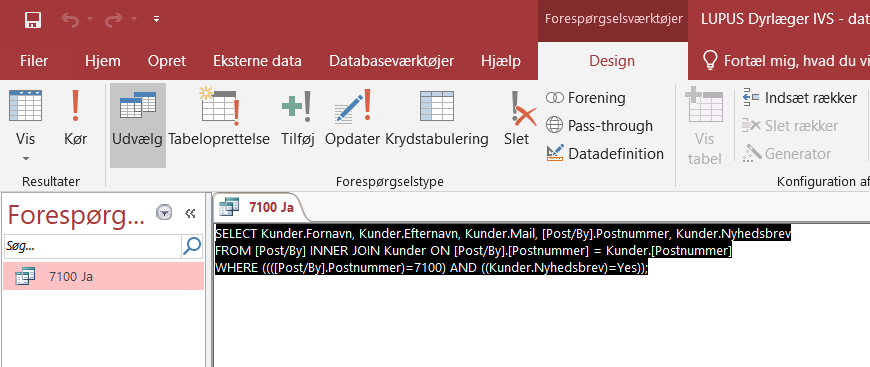 Forespørgselsværktøjer
LUPUS Dyrlæger IVS - dat
Filer
Hjem
Opret
Eksterne data
Databaseværktøjer
Hjælp
Design
Fortæl mig, hvad du vi
Vis
Kør
Udvælg
Tabeloprettelse
Tilføj
Opdater
Krydstabulering
Slet
Forening
Pass-through
Datadefinition
Vis
tabel
Indsæt rækker
Slet rækker
Generator
Resultater
Forespørgselstype
Konfiguration af
Forespørg...
Søg...
7100 Ja
7100 Ja
SELECT Kunder.Fornavn, Kunder.Efternavn, Kunder.Mail, [Post/By].Postnummer, Kunder.Nyhedsbrev
FROM [Post/By] INNER JOIN Kunder ON [Post/By].[Postnummer] = Kunder.[Postnummer]
WHERE ((([Post/By].Postnummer)=7100) AND ((Kunder.Nyhedsbrev)=Yes));